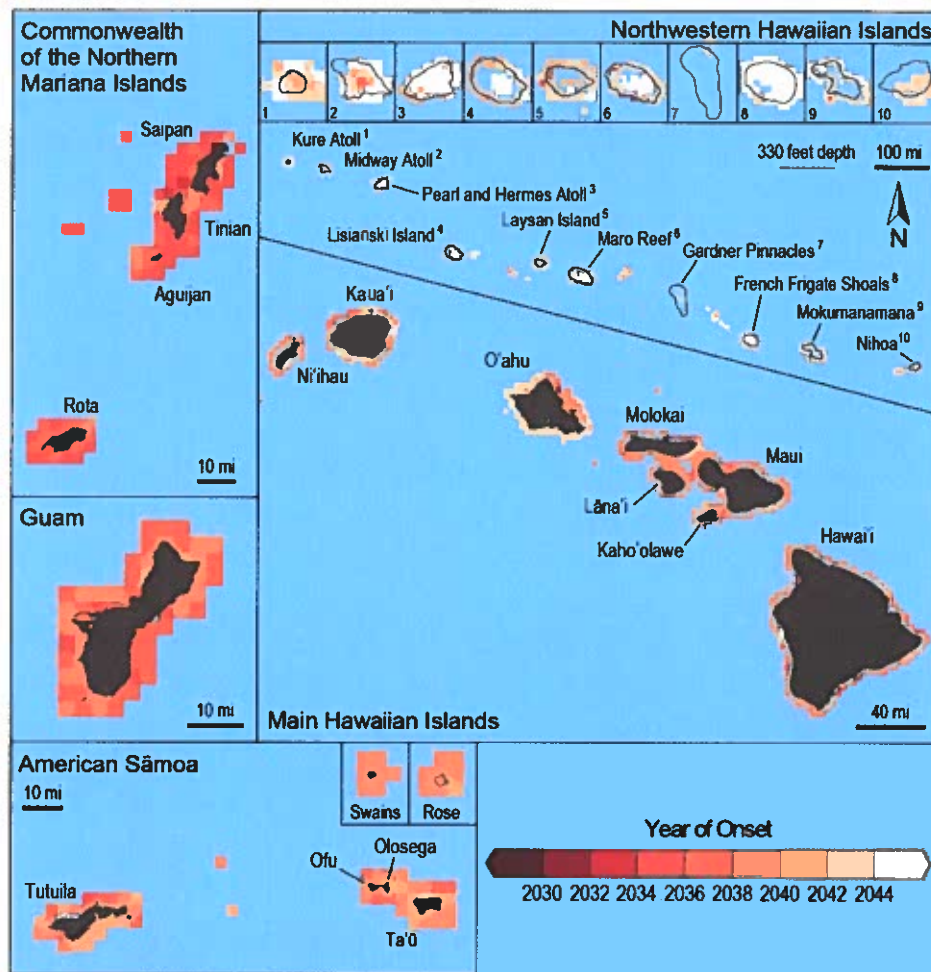 Commonwealth
of the Northern
Mariana Islands
Saipan
Tinian
Aguijan
Rota
10 mi
Guam
10 mi
Northwestern Hawaiian Islands
1 2 3 4 5 6 7 8 9 10
Kure Atoll 1
Midway Atoll 2
Pearl and Hermes Atoll 3
Lisianski Island 4
Laysan Island 5
Maro Reef 6
Gardner Pinnacles 7
French Frigate Shoals 8
Mokumanamana 9
Nihoa 10
330 feet depth
100 mi
N
Kaua'i
Ni'ihau
O'ahu
Molokai
Maui
Lāna'i
Kaho'olawe
Hawai'i
Main Hawaiian Islands
40 mi
American Sāmoa
10 mi
Swains
Rose
Ofu
Olosega
Tutuila
Ta'ū
Year of Onset
2030 2032 2034 2036 2038 2040 2042 2044